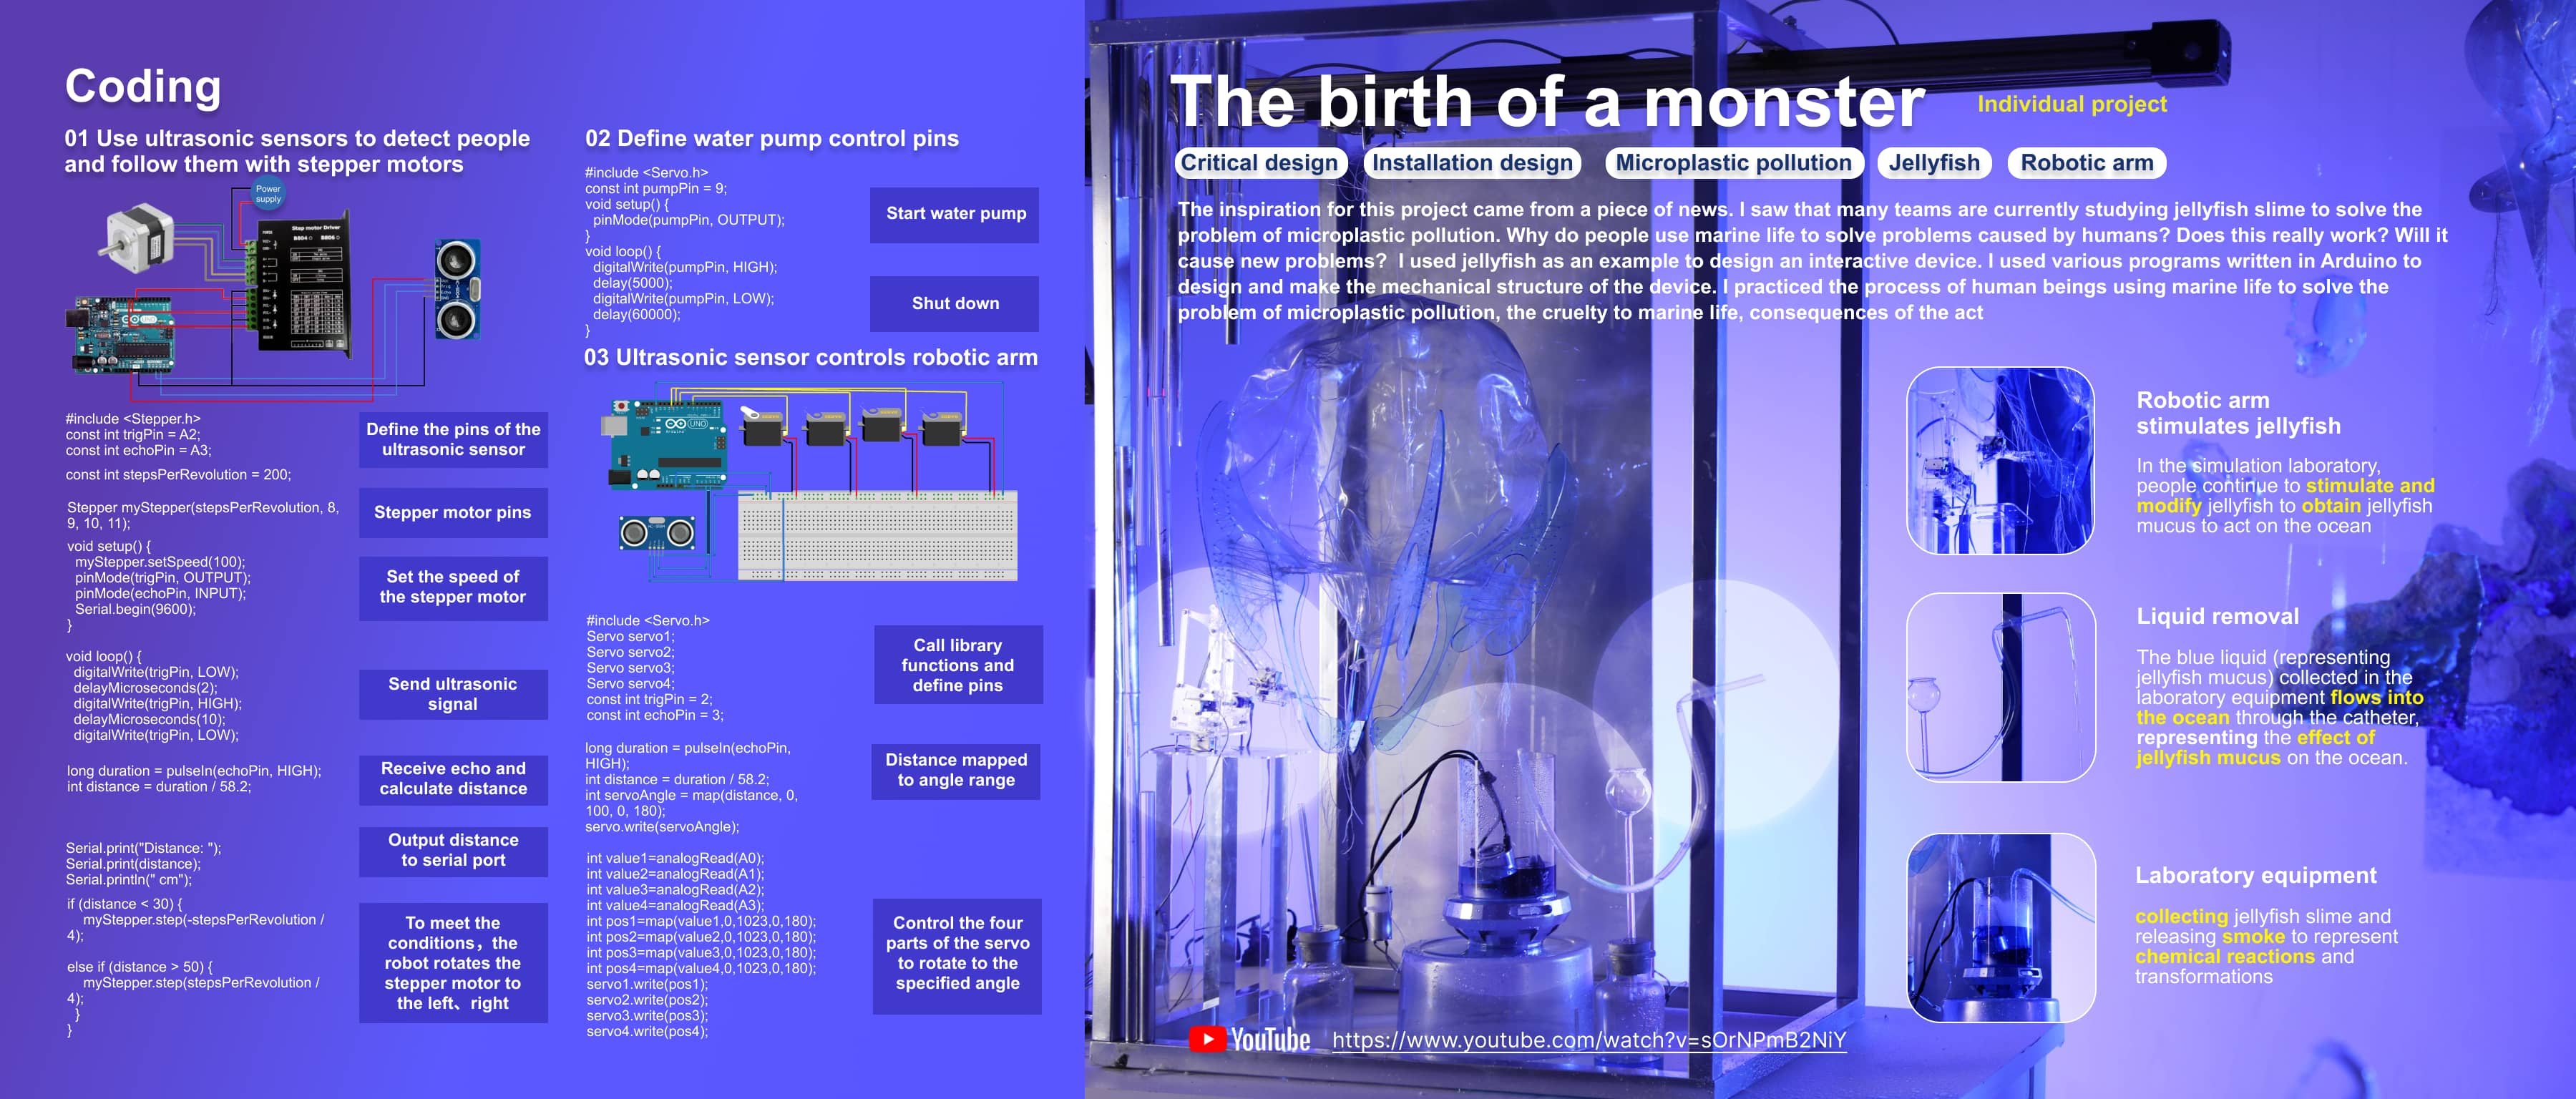 Coding
01 Use ultrasonic sensors to detect people
and follow them with stepper motors
Power
supply
Step motor Driver
#include <Stepper.h>
const int trigPin = A2;
const int echoPin = A3;
const int stepsPerRevolution = 200;
Stepper myStepper(stepsPerRevolution, 8,
9, 10, 11);
void setup() {
myStepper.setSpeed(100);
pinMode(trigPin, OUTPUT);
pinMode(echoPin, INPUT);
Serial.begin(9600);
}
void loop() {
digitalWrite(trigPin, LOW);
delayMicroseconds(2);
digitalWrite(trigPin, HIGH);
delayMicroseconds(10);
digitalWrite(trigPin, LOW);
long duration = pulseIn(echoPin, HIGH);
int distance = duration / 58.2;
Serial.print("Distance: ");
Serial.print(distance);
Serial.println(" cm");
if (distance < 30) {
myStepper.step(-stepsPerRevolution /
4);
else if (distance > 50) {
myStepper.step(stepsPerRevolution /
4);
}
}
Define the pins of the
ultrasonic sensor
Stepper motor pins
Set the speed of
the stepper motor
Send ultrasonic
signal
Receive echo and
calculate distance
Output distance
to serial port
To meet the
conditions，the
robot rotates the
stepper motor to
the left、right
02 Define water pump control pins
#include <Servo.h>
const int pumpPin = 9;
void setup() {
pinMode(pumpPin, OUTPUT);
}
void loop() {
digitalWrite(pumpPin, HIGH);
delay(5000);
digitalWrite(pumpPin, LOW);
delay(60000);
}
Start water pump
Shut down
03 Ultrasonic sensor controls robotic arm
UNO
#include <Servo.h>
Servo servo1;
Servo servo2;
Servo servo3;
Servo servo4;
const int trigPin = 2;
const int echoPin = 3;
long duration = pulseIn(echoPin,
HIGH);
int distance = duration / 58.2;
int servoAngle = map(distance, 0,
100, 0, 180);
servo.write(servoAngle);
int value1=analogRead(A0);
int value2=analogRead(A1);
int value3=analogRead(A2);
int value4=analogRead(A3);
int pos1=map(value1,0,1023,0,180);
int pos2=map(value2,0,1023,0,180);
int pos3=map(value3,0,1023,0,180);
int pos4=map(value4,0,1023,0,180);
servo1.write(pos1);
servo2.write(pos2);
servo3.write(pos3);
servo4.write(pos4);
Call library
functions and
define pins
Distance mapped
to angle range
Control the four
parts of the servo
to rotate to the
specified angle
The birth of a monster
Individual project
Critical design Installation design Microplastic pollution Jellyfish Robotic arm
The inspiration for this project came from a piece of news. I saw that many teams are currently studying jellyfish slime to solve the
problem of microplastic pollution. Why do people use marine life to solve problems caused by humans? Does this really work? Will it
cause new problems? I used jellyfish as an example to design an interactive device. I used various programs written in Arduino to
design and make the mechanical structure of the device. I practiced the process of human beings using marine life to solve the
problem of microplastic pollution, the cruelty to marine life, consequences of the act
Robotic arm
stimulates jellyfish
In the simulation laboratory,
people continue to stimulate and
modify jellyfish to obtain jellyfish
mucus to act on the ocean
Liquid removal
The blue liquid (representing
jellyfish mucus) collected in the
laboratory equipment flows into
the ocean through the catheter,
representing the effect of
jellyfish mucus on the ocean.
Laboratory equipment
collecting jellyfish slime and
releasing smoke to represent
chemical reactions and
transformations
YouTube https://www.youtube.com/watch?v=sOrNPmB2NiY